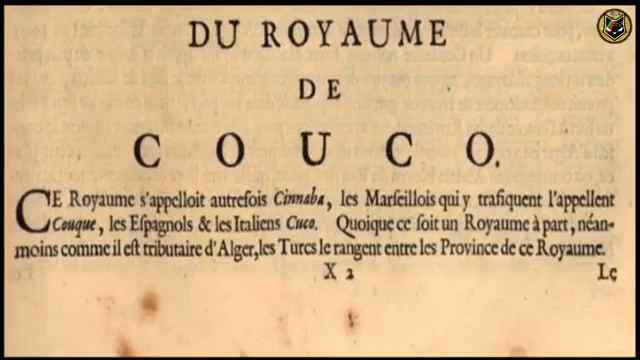 DU ROYAUME
DE
COUCO.
CE Royaume s'appelloit autrefois Cinnaba, les Marſeillois qui y trafiquent l'appellent
Couque, les Eſpagnols & les Italiens Cuco. Quoique ce ſoit un Royaume à part, néan-
moins comme il eſt tributaire d'Alger, les Turcs le rangent entre les Province de ce Royaume.
X 2
Le